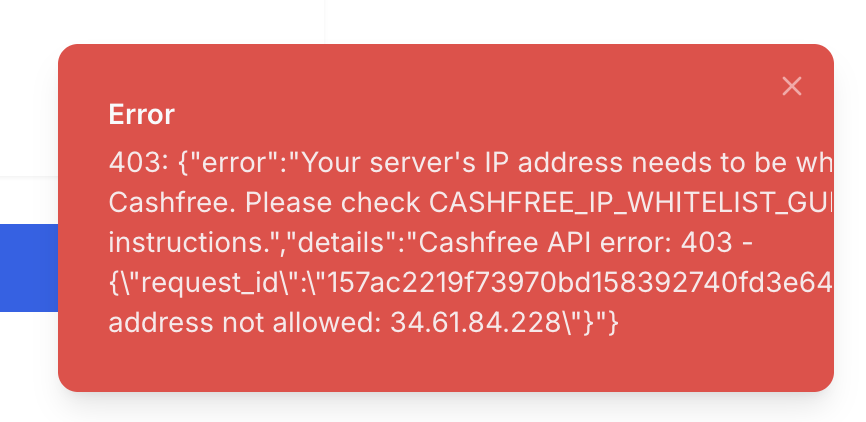 Error
403: {"error":"Your server's IP address needs to be wh
Cashfree. Please check CASHFREE_IP_WHITELIST_GUI
instructions.","details":"Cashfree API error: 403 -
{\"request_id\":\"157ac2219f73970bd158392740fd3e64
address not allowed: 34.61.84.228\"}"}